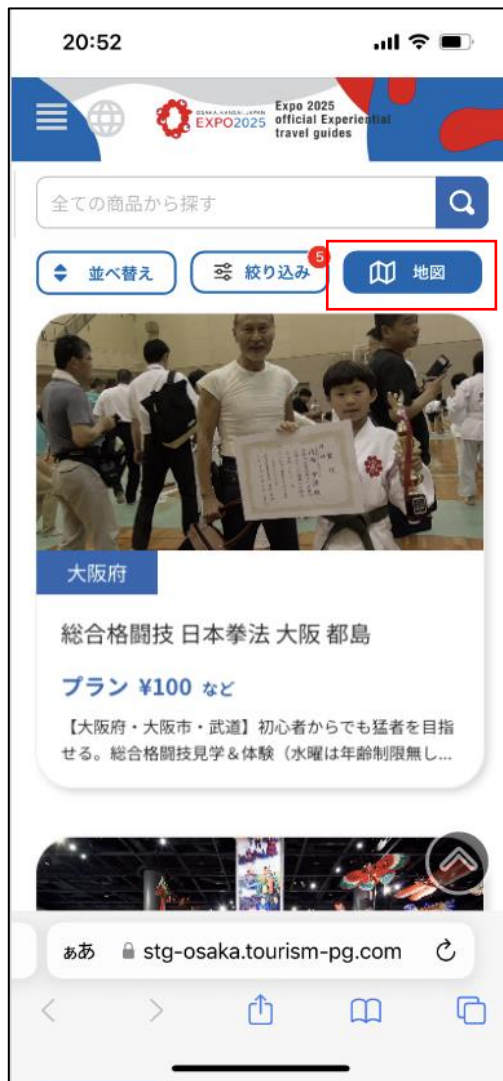 20:52
OSAKA, KANSAI, JAPAN
EXPO2025
Expo 2025
official Experiential
travel guides
全ての商品から探す
並べ替え
絞り込み
5
地図
大阪府
総合格闘技 日本拳法 大阪 都島
プラン ¥100 など
【大阪府・大阪市・武道】初心者からでも猛者を目指
せる。総合格闘技見学＆体験（水曜は年齢制限無し...
ぁあ
stg-osaka.tourism-pg.com